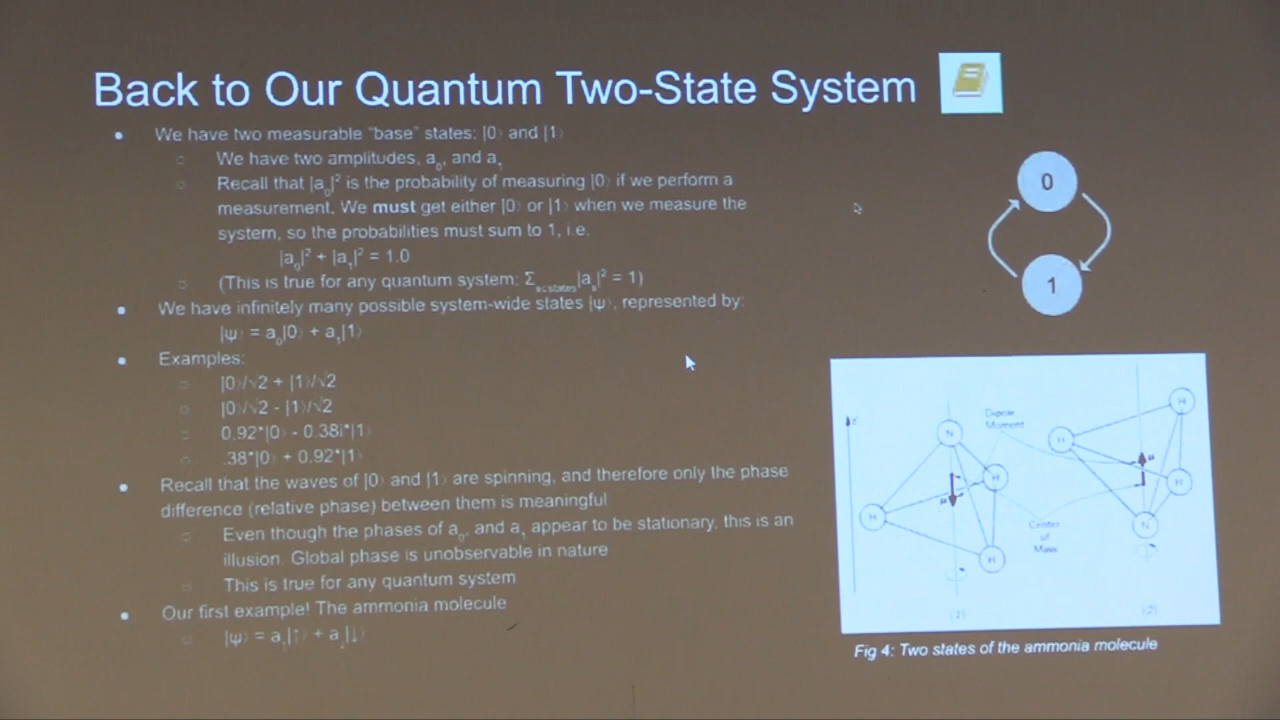 Back to Our Quantum Two-State System
We have two measurable "base" states: |0⟩ and |1⟩
We have two amplitudes, a₀, and a₁
Recall that |a₀|² is the probability of measuring |0⟩ if we perform a
measurement. We must get either |0⟩ or |1⟩ when we measure the
system, so the probabilities must sum to 1, i.e.
|a₀|² + |a₁|² = 1.0
(This is true for any quantum system: Σ |aₛ|² = 1)
We have infinitely many possible system-wide states |ψ⟩, represented by:
|ψ⟩ = a₀|0⟩ + a₁|1⟩
Examples:
|0⟩/√2 + |1⟩/√2
|0⟩/√2 - |1⟩/√2
0.92*|0⟩ - 0.38i*|1⟩
.38*|0⟩ + 0.92*|1⟩
Recall that the waves of |0⟩ and |1⟩ are spinning, and therefore only the phase
difference (relative phase) between them is meaningful
Even though the phases of a₀, and a₁ appear to be stationary, this is an
illusion. Global phase is unobservable in nature
This is true for any quantum system
Our first example! The ammonia molecule
|ψ⟩ = a↑|↑⟩ + a↓|↓⟩
0
1
Dipole
Moment
N
H
H
H
μ
Center
of
Mass
H
H
μ
H
N
(1)
(2)
Fig 4: Two states of the ammonia molecule